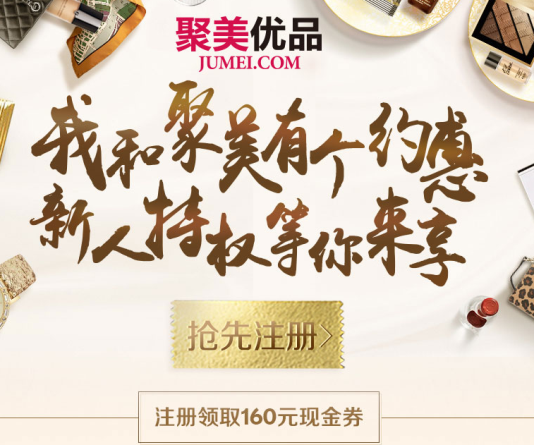 聚美优品
JUMEI.COM
我和聚美有个约惠
新人持权等你来享
抢先注册>
注册领取160元现金券